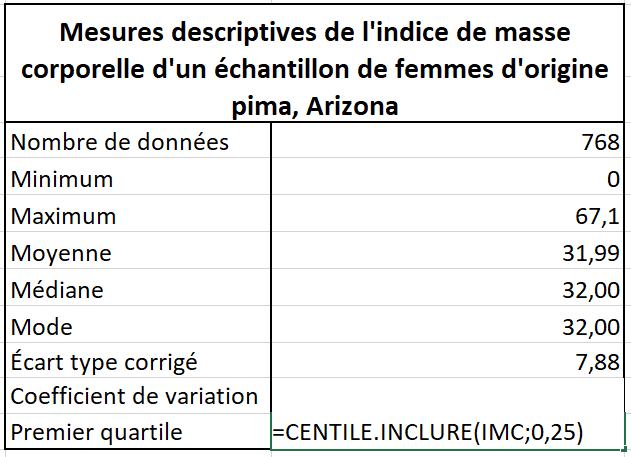 Mesures descriptives de l'indice de masse
corporelle d'un échantillon de femmes d'origine
pima, Arizona
Nombre de données 768
Minimum 0
Maximum 67,1
Moyenne 31,99
Médiane 32,00
Mode 32,00
Écart type corrigé 7,88
Coefficient de variation
Premier quartile =CENTILE.INCLURE(IMC;0,25)